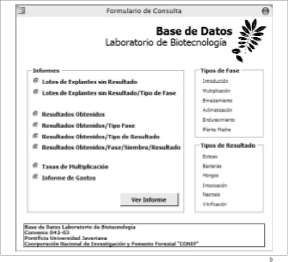 Formulario de Consulta
Base de Datos
Laboratorio de Biotecnología
Informes
Lotes de Explantes sin Resultado
Lotes de Explantes sin Resultado/Tipo de Fase
Resultados Obtenidos
Resultados Obtenidos/Tipo Fase
Resultados Obtenidos/Tipo de Resultado
Resultados Obtenidos/Fase/Siembra/Resultado
Tasas de Multiplicación
Informe de Gastos
Ver Informe
Tipos de Fase
Introducción
Multiplicación
Enraizamiento
Aclimatización
Endurecimiento
Planta Madre
Tipos de Resultado
Exitoso
Bacterias
Hongos
Intoxicación
Necrosis
Vitrificación
Base de Datos Laboratorio de Biotecnología
Convenio 042-03
Pontificia Universidad Javeriana
Corporación Nacional de Investigación y Fomento Forestal "CONIF"